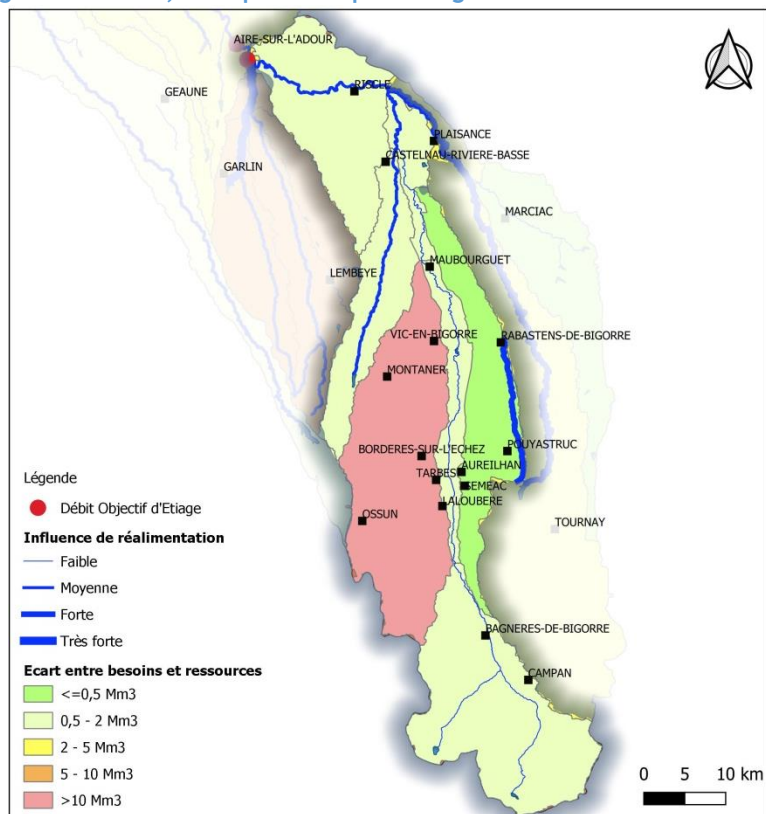 AIRE-SUR-L'ADOUR
GEAUNE
RISCLE
PLAISANCE
CASTELNAU-RIVIERE-BASSE
GARLIN
MARCIAC
MAUBOURGUET
LEMBEYE
VIC-EN-BIGORRE
RABASTENS-DE-BIGORRE
MONTANER
BORDERES-SUR-L'ECHEZ
POUYASTRUC
AUREILHAN
TARBES
SEMEAC
LALOUBERE
OSSUN
TOURNAY
BAGNERES-DE-BIGORRE
CAMPAN
Légende
Débit Objectif d'Etiage
Influence de réalimentation
Faible
Moyenne
Forte
Très forte
Ecart entre besoins et ressources
<=0,5 Mm3
0,5 - 2 Mm3
2 - 5 Mm3
5 - 10 Mm3
>10 Mm3
0 5 10 km